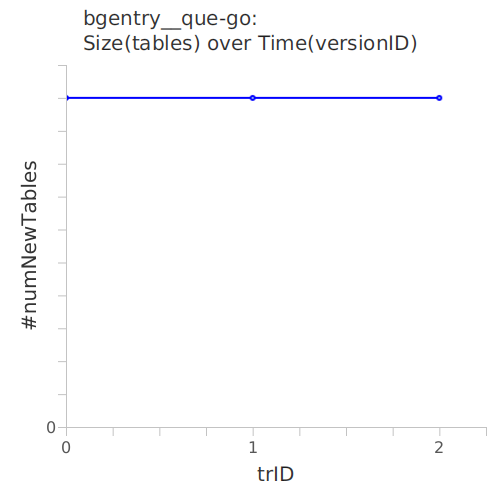 bgentry__que-go:
Size(tables) over Time(versionID)
#numNewTables
0
0
1
2
trID